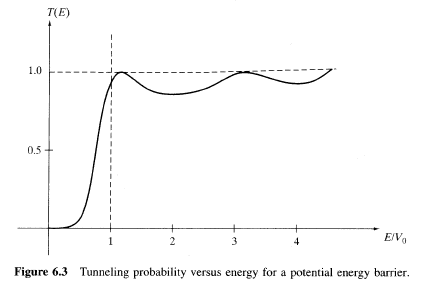 T(E)
1.0
0.5
1
2
3
4
E/V₀
Figure 6.3 Tunneling probability versus energy for a potential energy barrier.